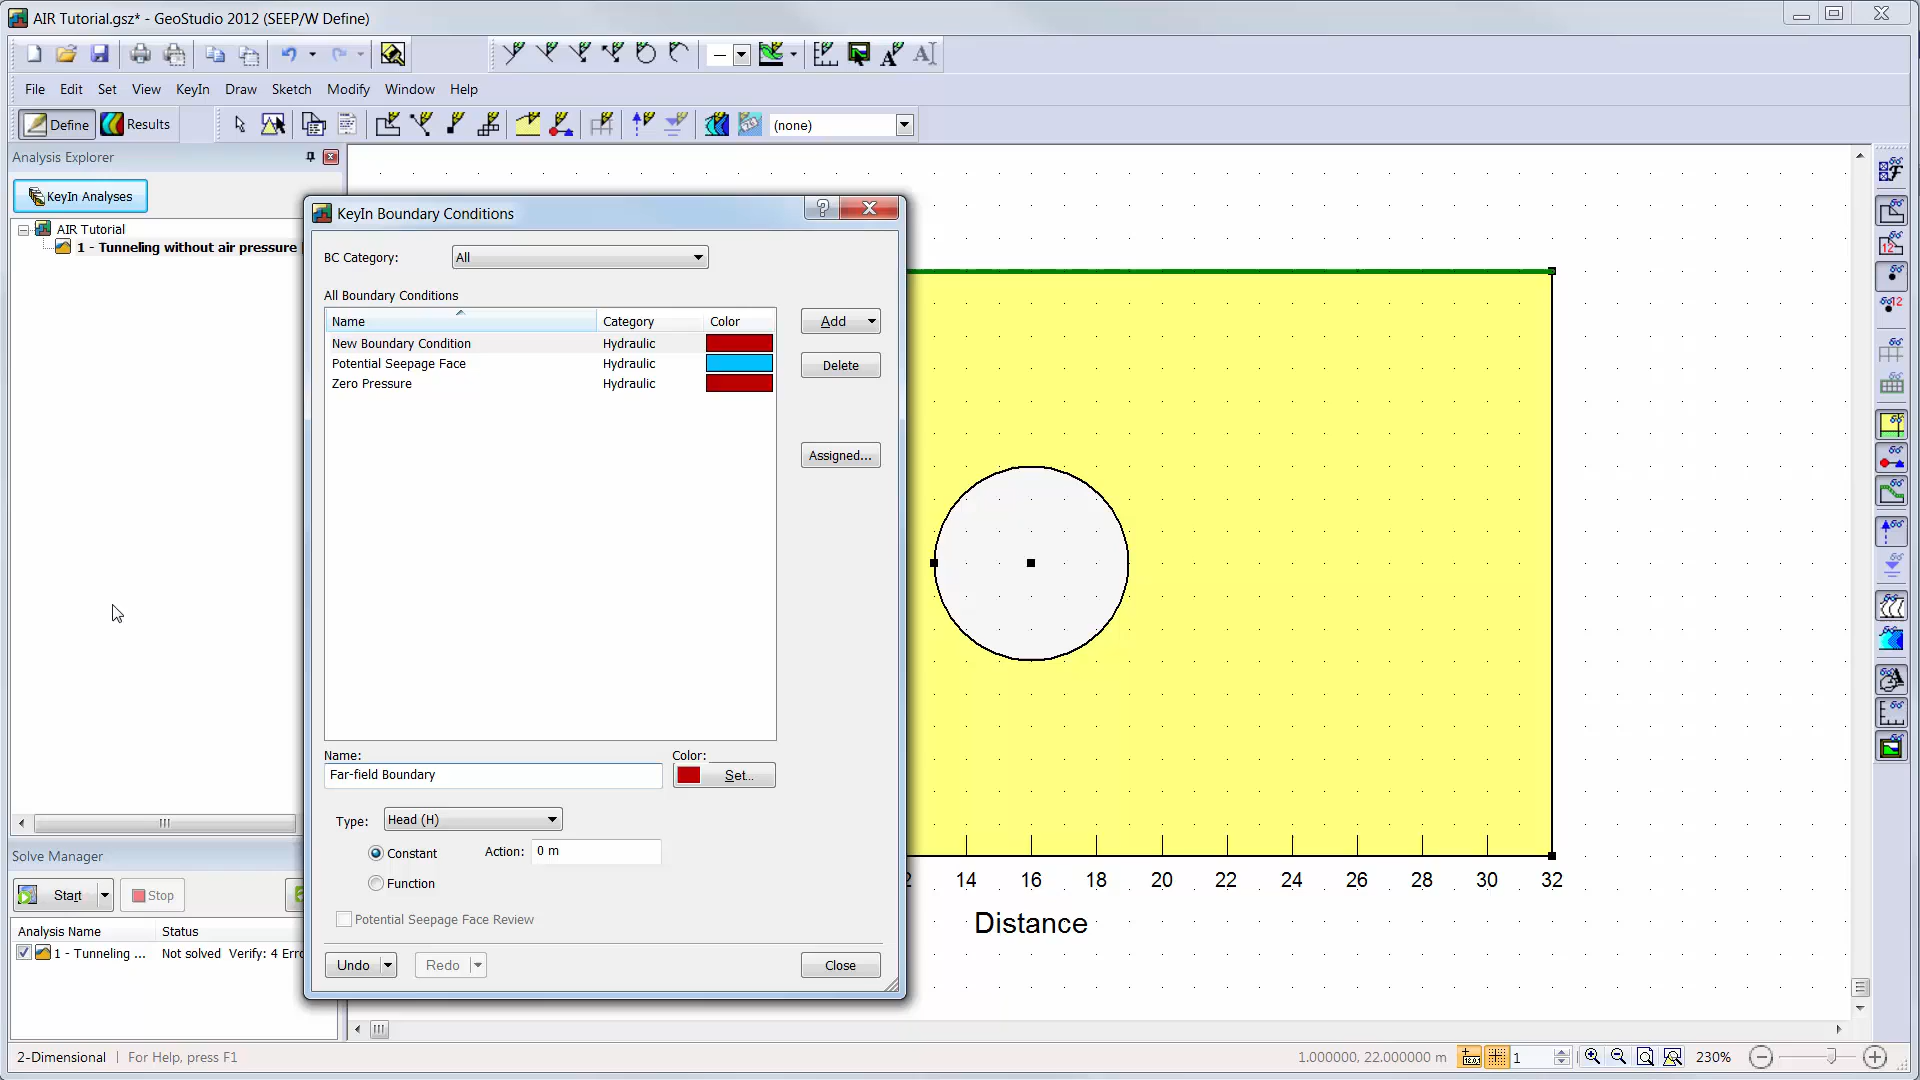 AIR Tutorial.gsz* - GeoStudio 2012 (SEEP/W Define)
File Edit Set View KeyIn Draw Sketch Modify Window Help
Define Results (none)
Analysis Explorer
KeyIn Analyses
AIR Tutorial
1 - Tunneling without air pressure
KeyIn Boundary Conditions
BC Category: All
All Boundary Conditions
Name Category Color
New Boundary Condition Hydraulic
Potential Seepage Face Hydraulic
Zero Pressure Hydraulic
Add
Delete
Assigned...
Name: Color:
Far-field Boundary Set...
Type: Head (H)
Constant Action: 0 m
Function
Potential Seepage Face Review
Undo Redo Close
14 16 18 20 22 24 26 28 30 32
Distance
Solve Manager
Start Stop
Analysis Name Status
1 - Tunneling ... Not solved Verify: 4 Erro
2-Dimensional For Help, press F1 1.000000, 22.000000 m 1 230%